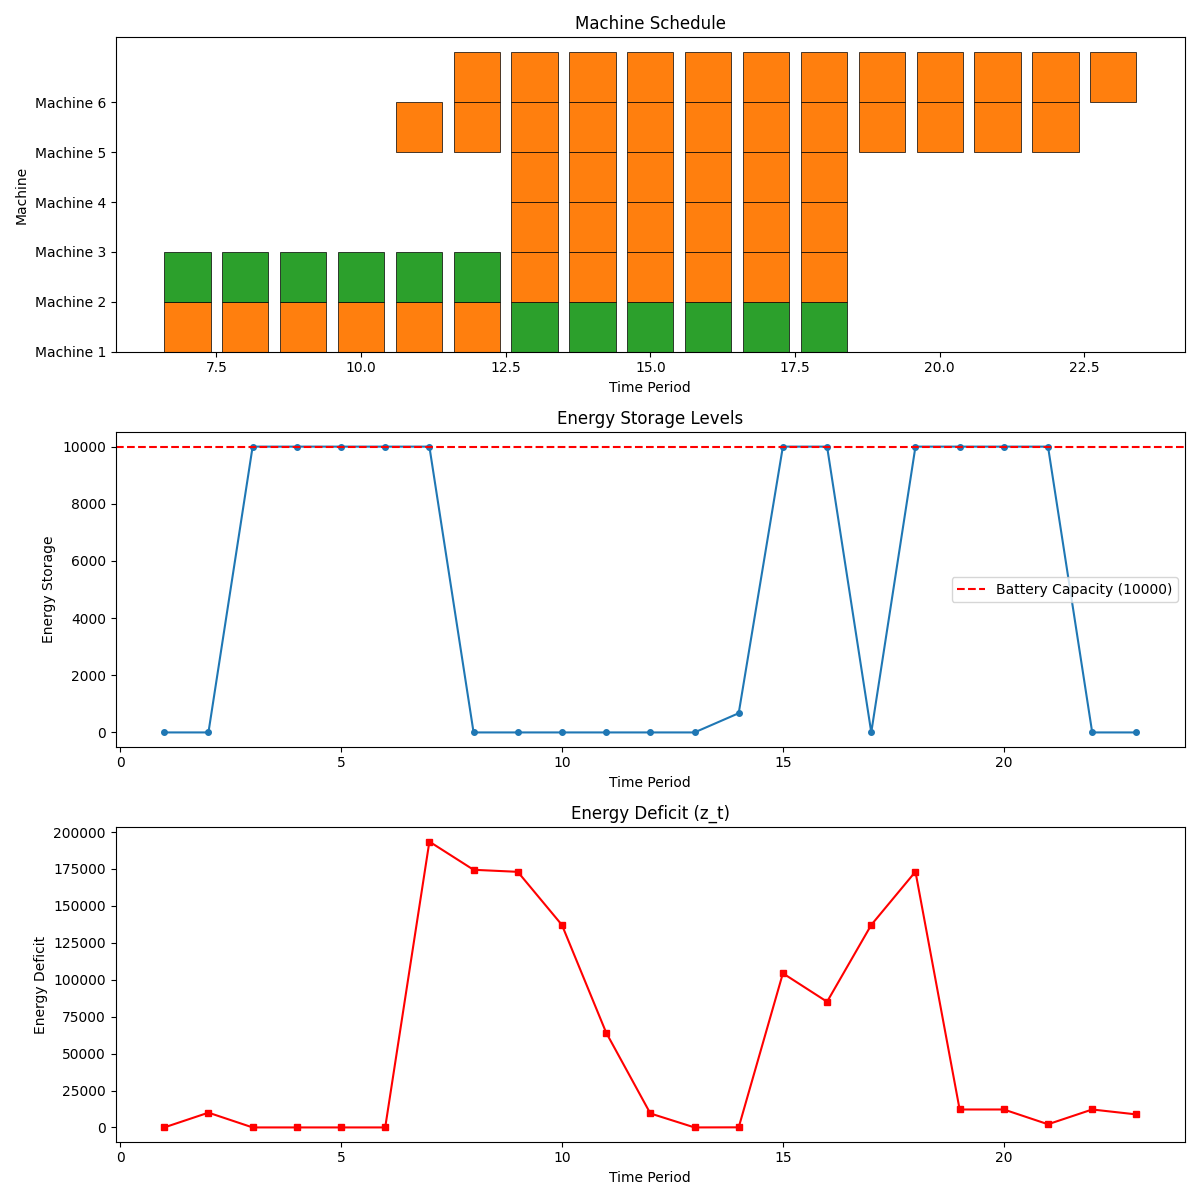 Machine Schedule
Machine 6
Machine 5
Machine 4
Machine 3
Machine 2
Machine 1
Machine
7.5 10.0 12.5 15.0 17.5 20.0 22.5
Time Period
Energy Storage Levels
10000
8000
6000
4000
2000
0
Energy Storage
Battery Capacity (10000)
0 5 10 15 20
Time Period
Energy Deficit (z_t)
200000
175000
150000
125000
100000
75000
50000
25000
0
Energy Deficit
0 5 10 15 20
Time Period